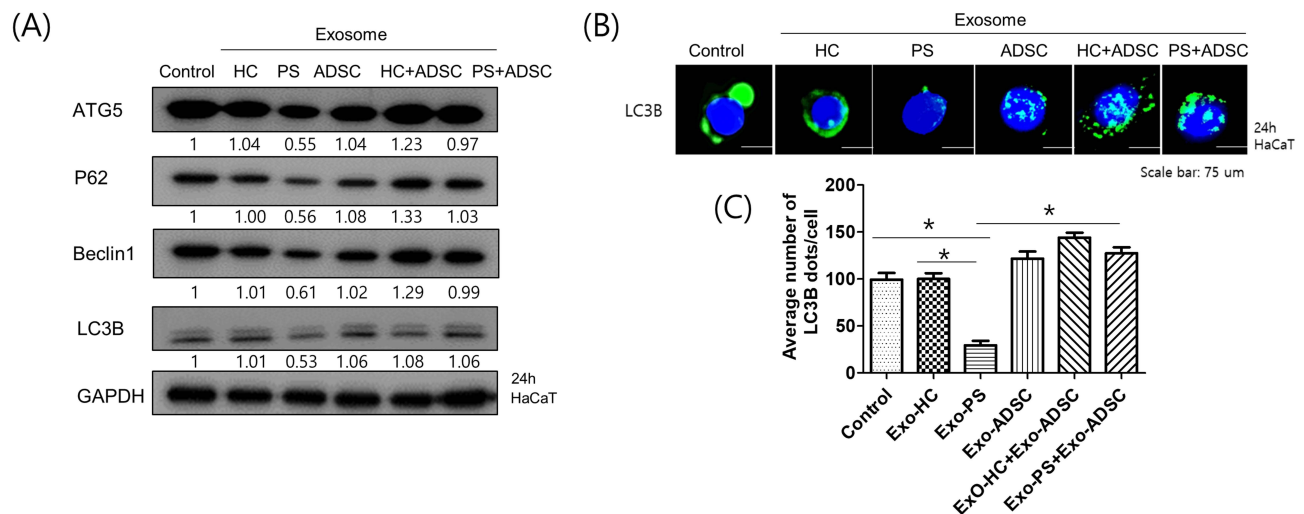 (A)
Exosome
Control HC PS ADSC HC+ADSC PS+ADSC
ATG5
1 1.04 0.55 1.04 1.23 0.97
P62
1 1.00 0.56 1.08 1.33 1.03
Beclin1
1 1.01 0.61 1.02 1.29 0.99
LC3B
1 1.01 0.53 1.06 1.08 1.06
GAPDH
24h
HaCaT
(B)
Exosome
Control HC PS ADSC HC+ADSC PS+ADSC
LC3B
24h
HaCaT
Scale bar: 75 um
(C)
Average number of
LC3B dots/cell
200
150
100
50
0
* 
*
*
Control
Exo-HC
Exo-PS
Exo-ADSC
ExO-HC+Exo-ADSC
Exo-PS+Exo-ADSC